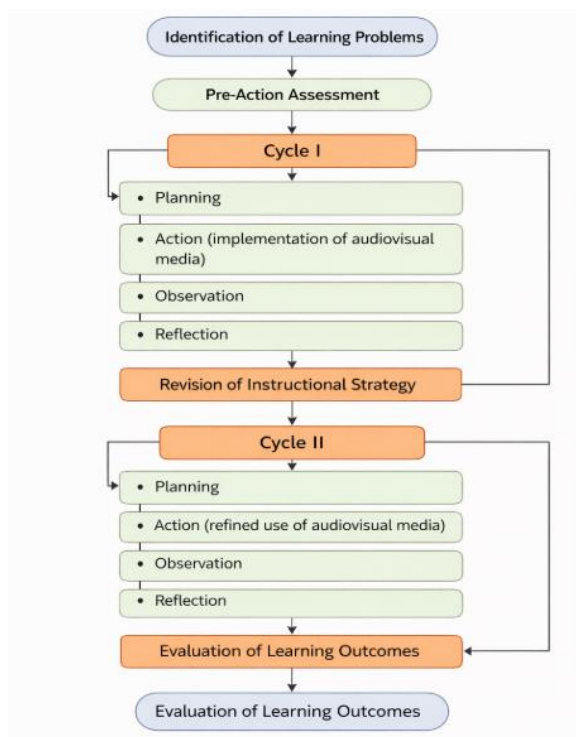 Identification of Learning Problems
Pre-Action Assessment
Cycle I
• Planning
• Action (implementation of audiovisual
media)
• Observation
• Reflection
Revision of Instructional Strategy
Cycle II
• Planning
• Action (refined use of audiovisual media)
• Observation
• Reflection
Evaluation of Learning Outcomes
Evaluation of Learning Outcomes